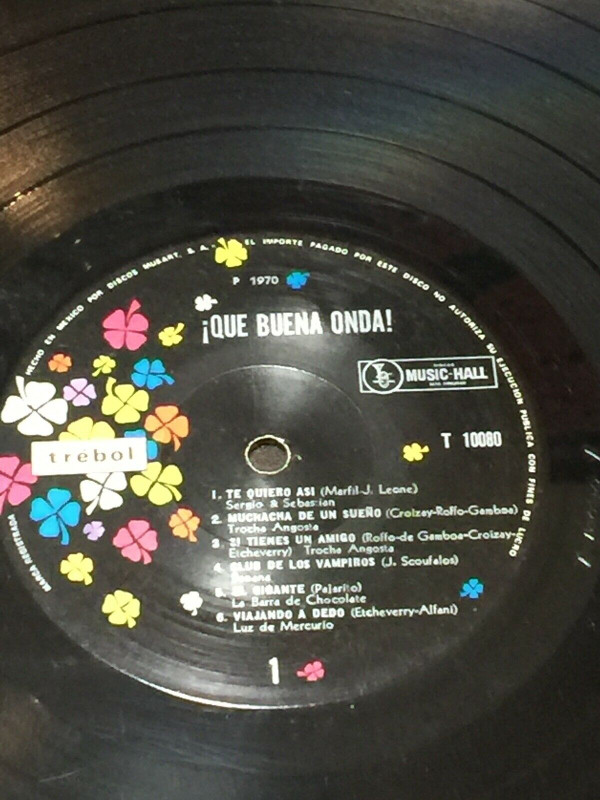 HECHO EN MEXICO POR DISCOS MUSART, S. A. EL IMPORTE PAGADO POR ESTE DISCO NO AUTORIZA SU EJECUCION PUBLICA CON FINES DE LUCRO
P 1970
¡QUE BUENA ONDA!
MUSIC-HALL
T 10080
trébol
MARCA REGISTRADA
1. TE QUIERO ASI (Marfil-J. Leone)
Sergio & Sebastian
2. MUCHACHA DE UN SUEÑO (Croizay-Roffo-Gamboa)
Trocha Angosta
3. SI TIENES UN AMIGO (Roffo-de Gamboa-Croizay-
Etcheverry) Trocha Angosta
4. CLUB DE LOS VAMPIROS (J. Scoufalos)
5. EL GIGANTE (Pajarito)
La Barra de Chocolate
6. VIAJANDO A DEDO (Etcheverry-Alfani)
Luz de Mercurio
1